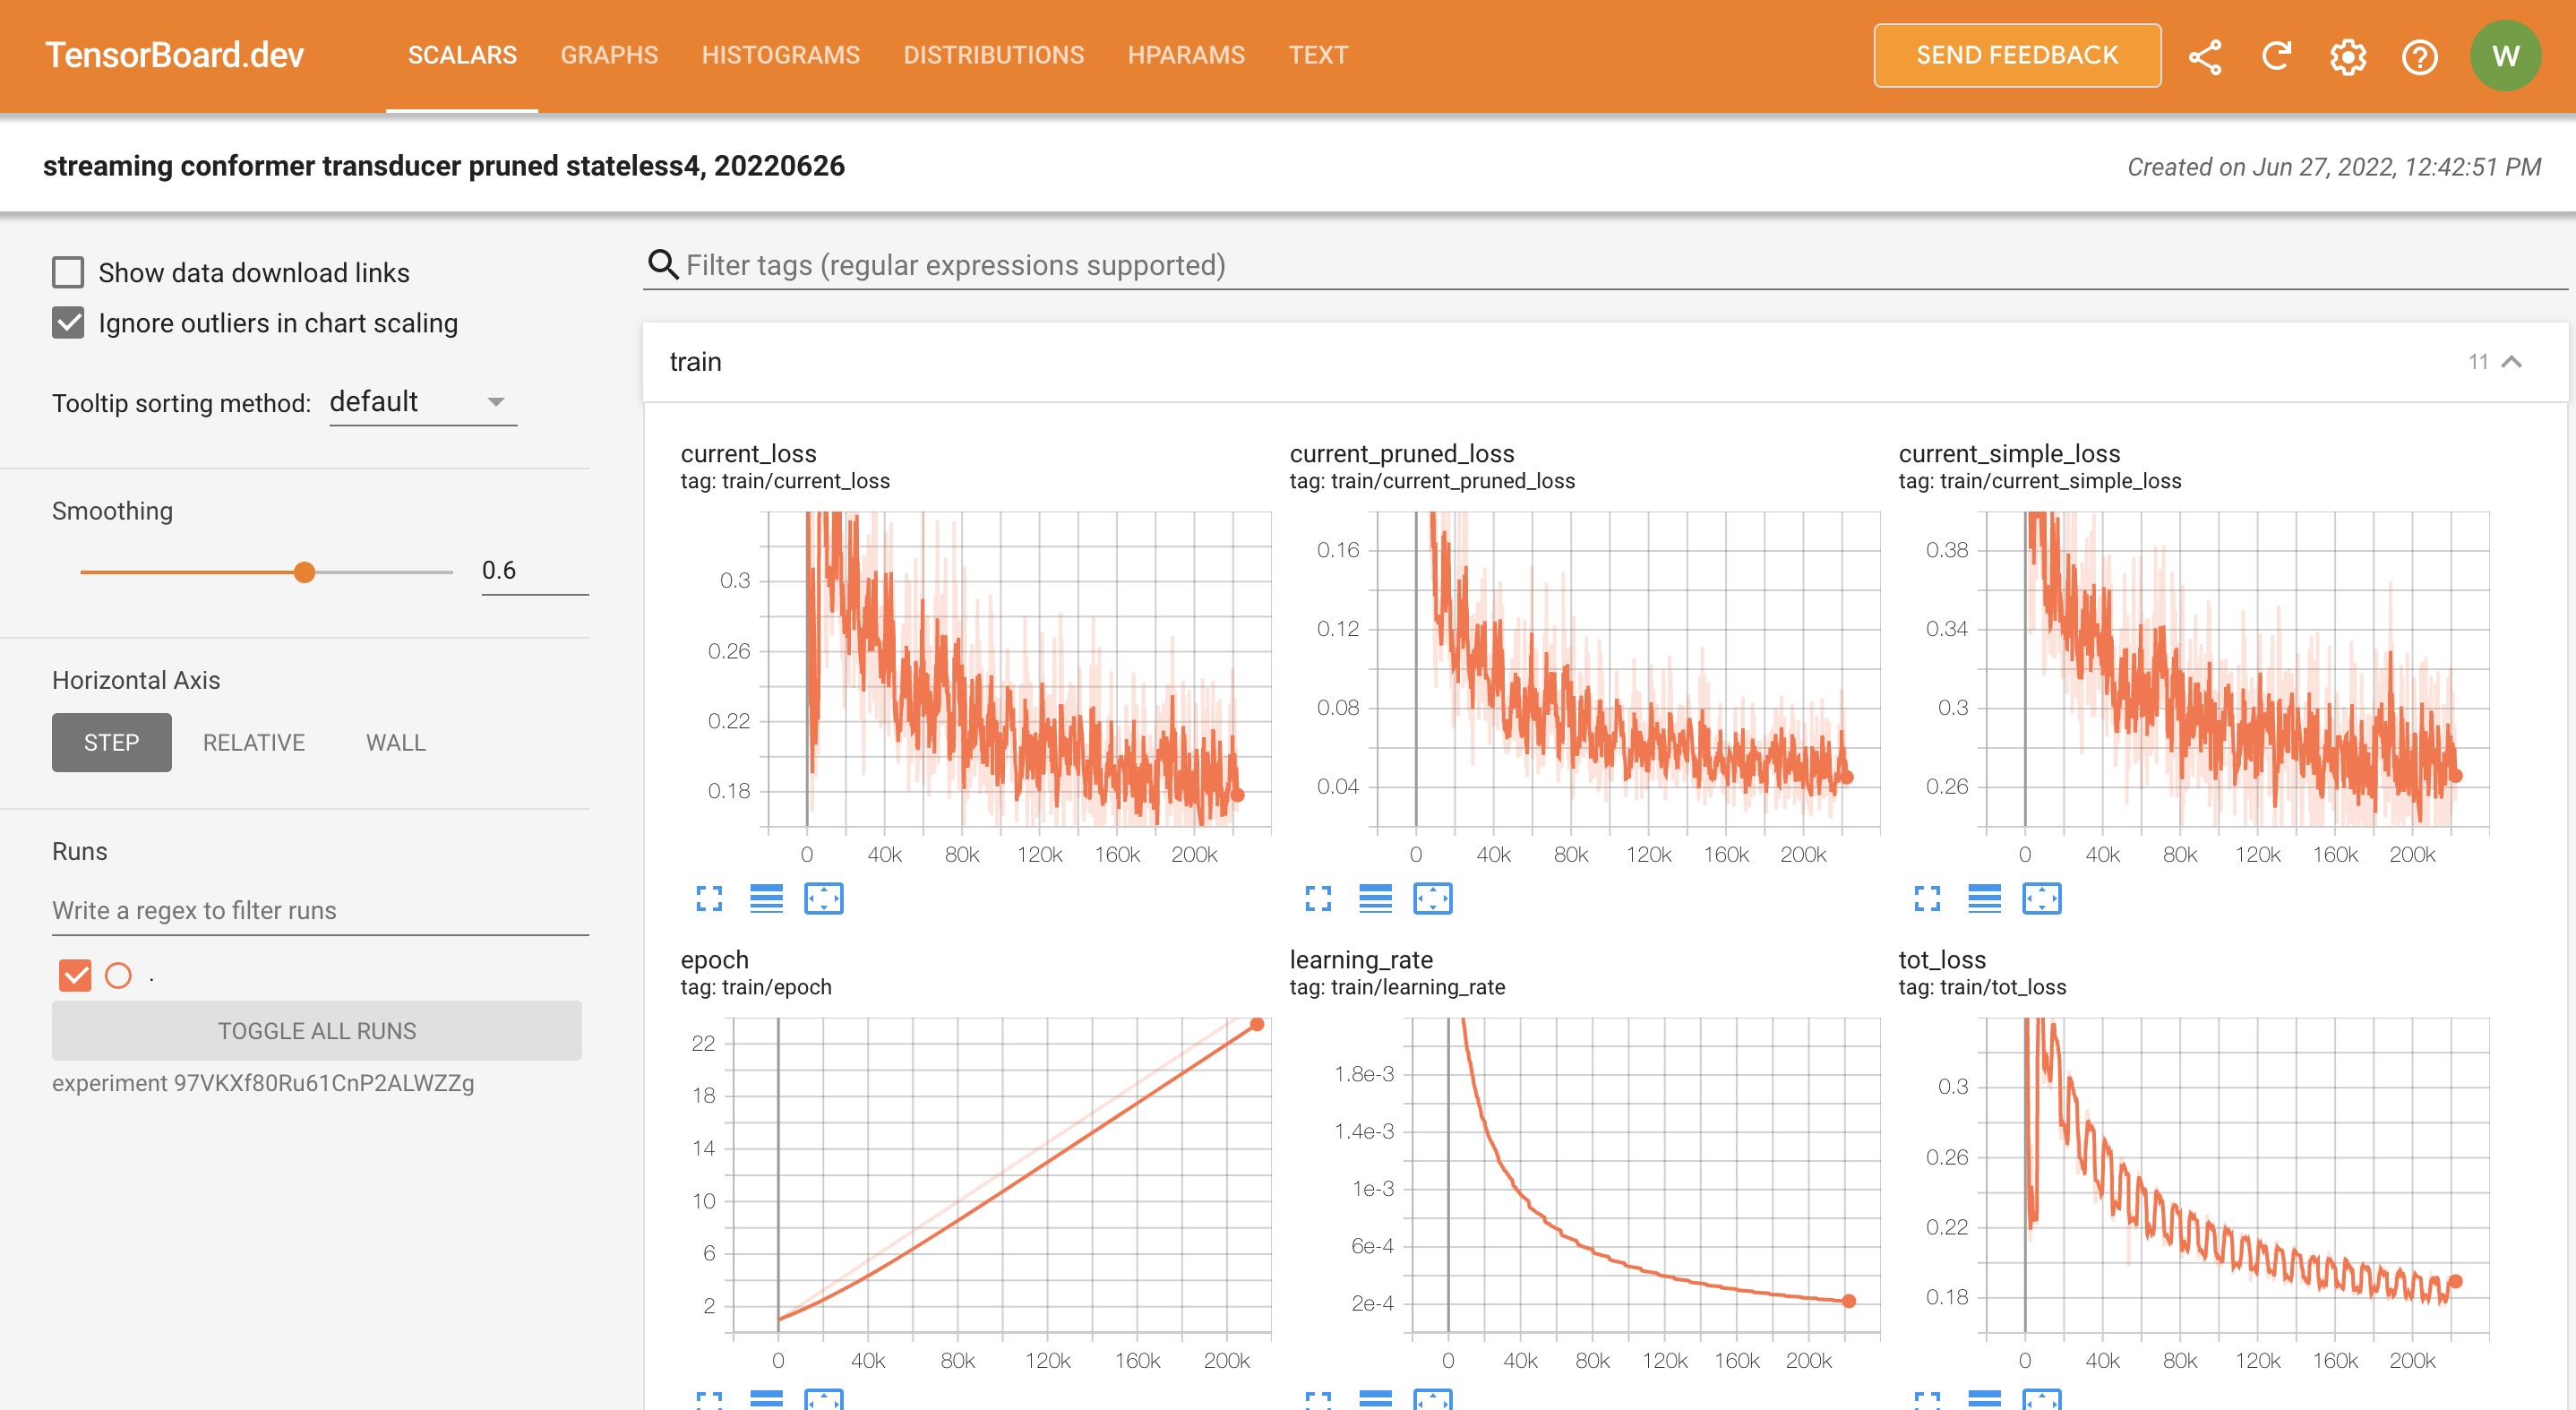 TensorBoard.dev SCALARS GRAPHS HISTOGRAMS DISTRIBUTIONS HPARAMS TEXT SEND FEEDBACK W
streaming conformer transducer pruned stateless4, 20220626 Created on Jun 27, 2022, 12:42:51 PM
Show data download links
Ignore outliers in chart scaling
Tooltip sorting method: default
Smoothing
0.6
Horizontal Axis
STEP RELATIVE WALL
Runs
Write a regex to filter runs
.
TOGGLE ALL RUNS
experiment 97VKXf80Ru61CnP2ALWZZg
Filter tags (regular expressions supported)
train 11
current_loss
tag: train/current_loss
0.3
0.26
0.22
0.18
0 40k 80k 120k 160k 200k
current_pruned_loss
tag: train/current_pruned_loss
0.16
0.12
0.08
0.04
0 40k 80k 120k 160k 200k
current_simple_loss
tag: train/current_simple_loss
0.38
0.34
0.3
0.26
0 40k 80k 120k 160k 200k
epoch
tag: train/epoch
22
18
14
10
6
2
0 40k 80k 120k 160k 200k
learning_rate
tag: train/learning_rate
1.8e-3
1.4e-3
1e-3
6e-4
2e-4
0 40k 80k 120k 160k 200k
tot_loss
tag: train/tot_loss
0.3
0.26
0.22
0.18
0 40k 80k 120k 160k 200k